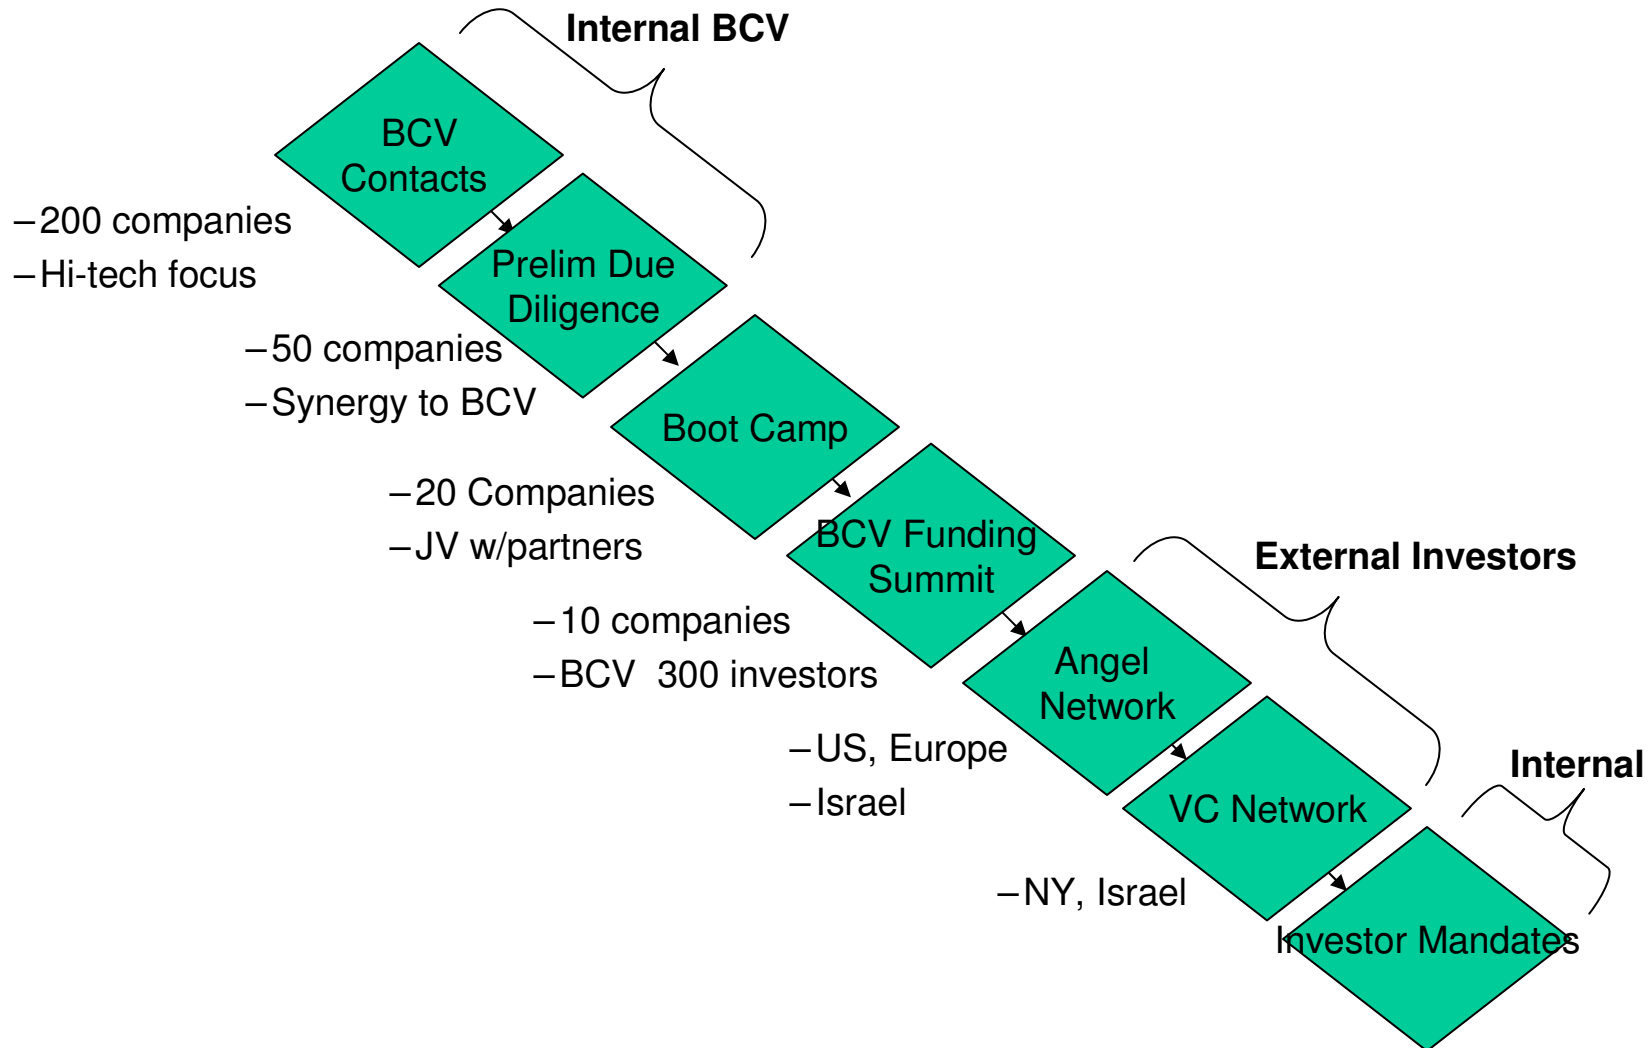 Internal BCV
BCV
Contacts
–200 companies
–Hi-tech focus
Prelim Due
Diligence
–50 companies
–Synergy to BCV
Boot Camp
–20 Companies
–JV w/partners
BCV Funding
Summit
–10 companies
–BCV  300 investors
External Investors
Angel
Network
–US, Europe
–Israel
VC Network
–NY, Israel
Internal
Investor Mandates